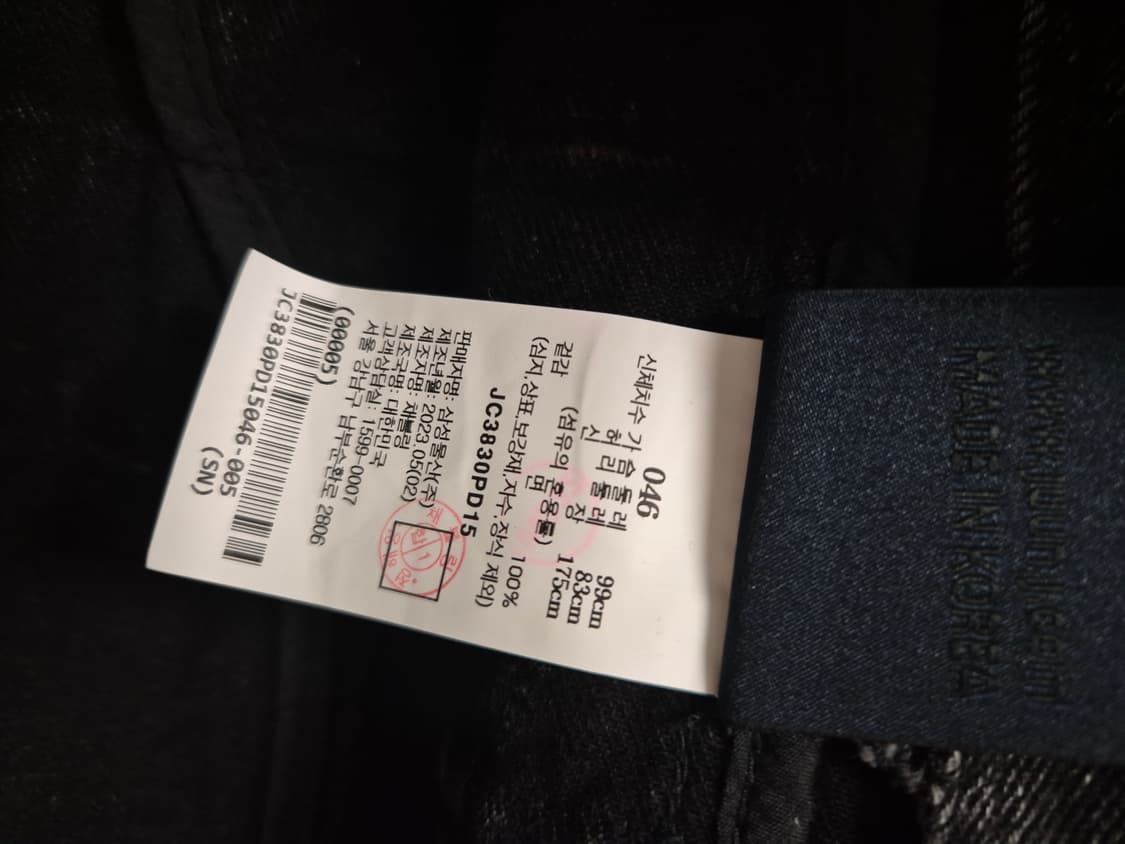 MADE IN KOREA
046
신체치수 가슴둘레 99cm
허리둘레 83cm
신 장 175cm
겉감 (섬유의 혼용률)
면 100%
(심지,상표,보강재,자수,장식 제외)
JC3830PD15
판매자명: 삼성물산(주)
제조년월: 2023.05(02)
제조자명: 채블링
제조국명: 대한민국
고객상담실: 1599-0007
서울 강남구 남부순환로 2806
(00005)
JC3830PD15046-005
(SN)